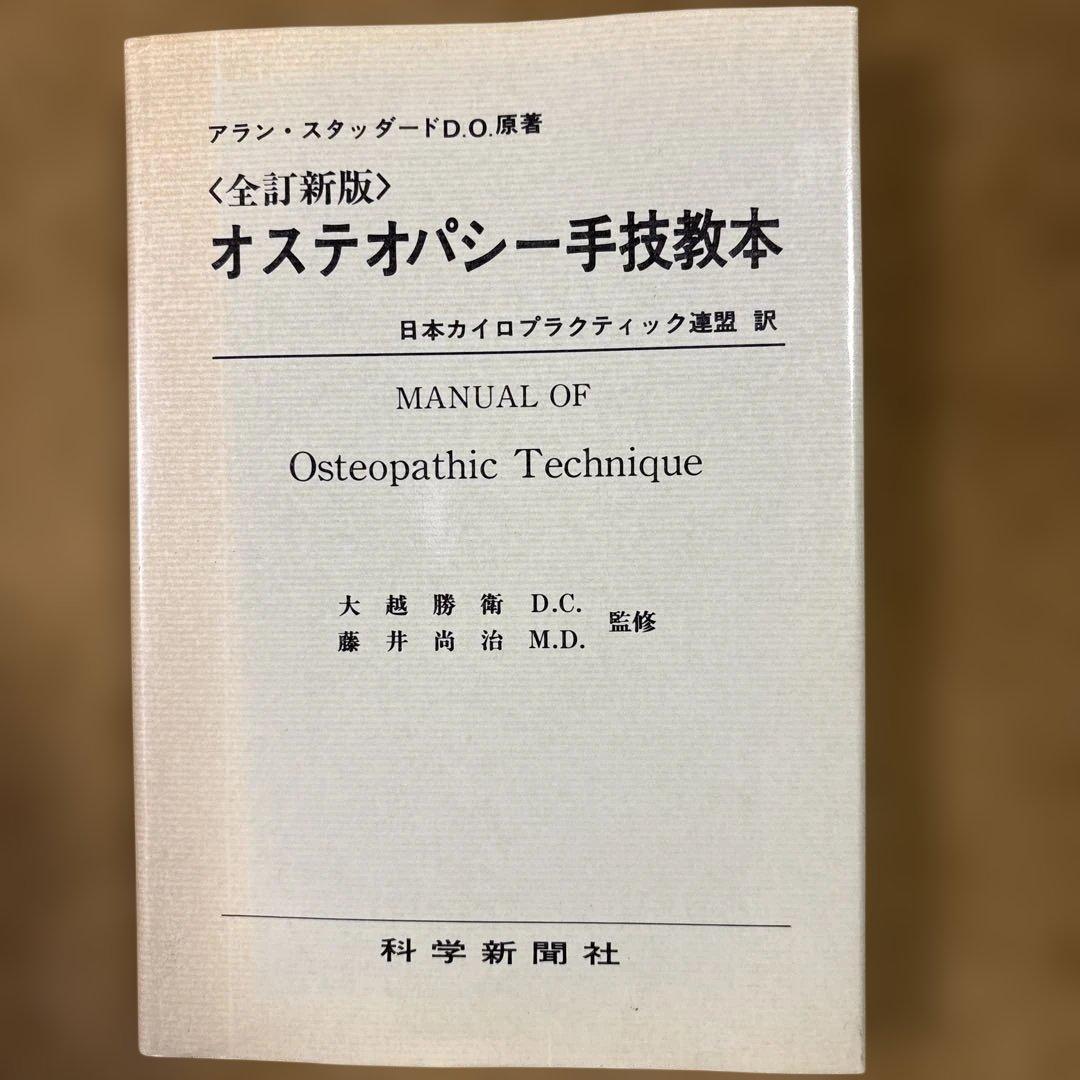 アラン・スタッダードD.O.原著
〈全訂新版〉
オステオパシー手技教本
日本カイロプラクティック連盟 訳
MANUAL OF
Osteopathic Technique
大越勝衛 D.C.
藤井尚治 M.D.
監修
科学新聞社